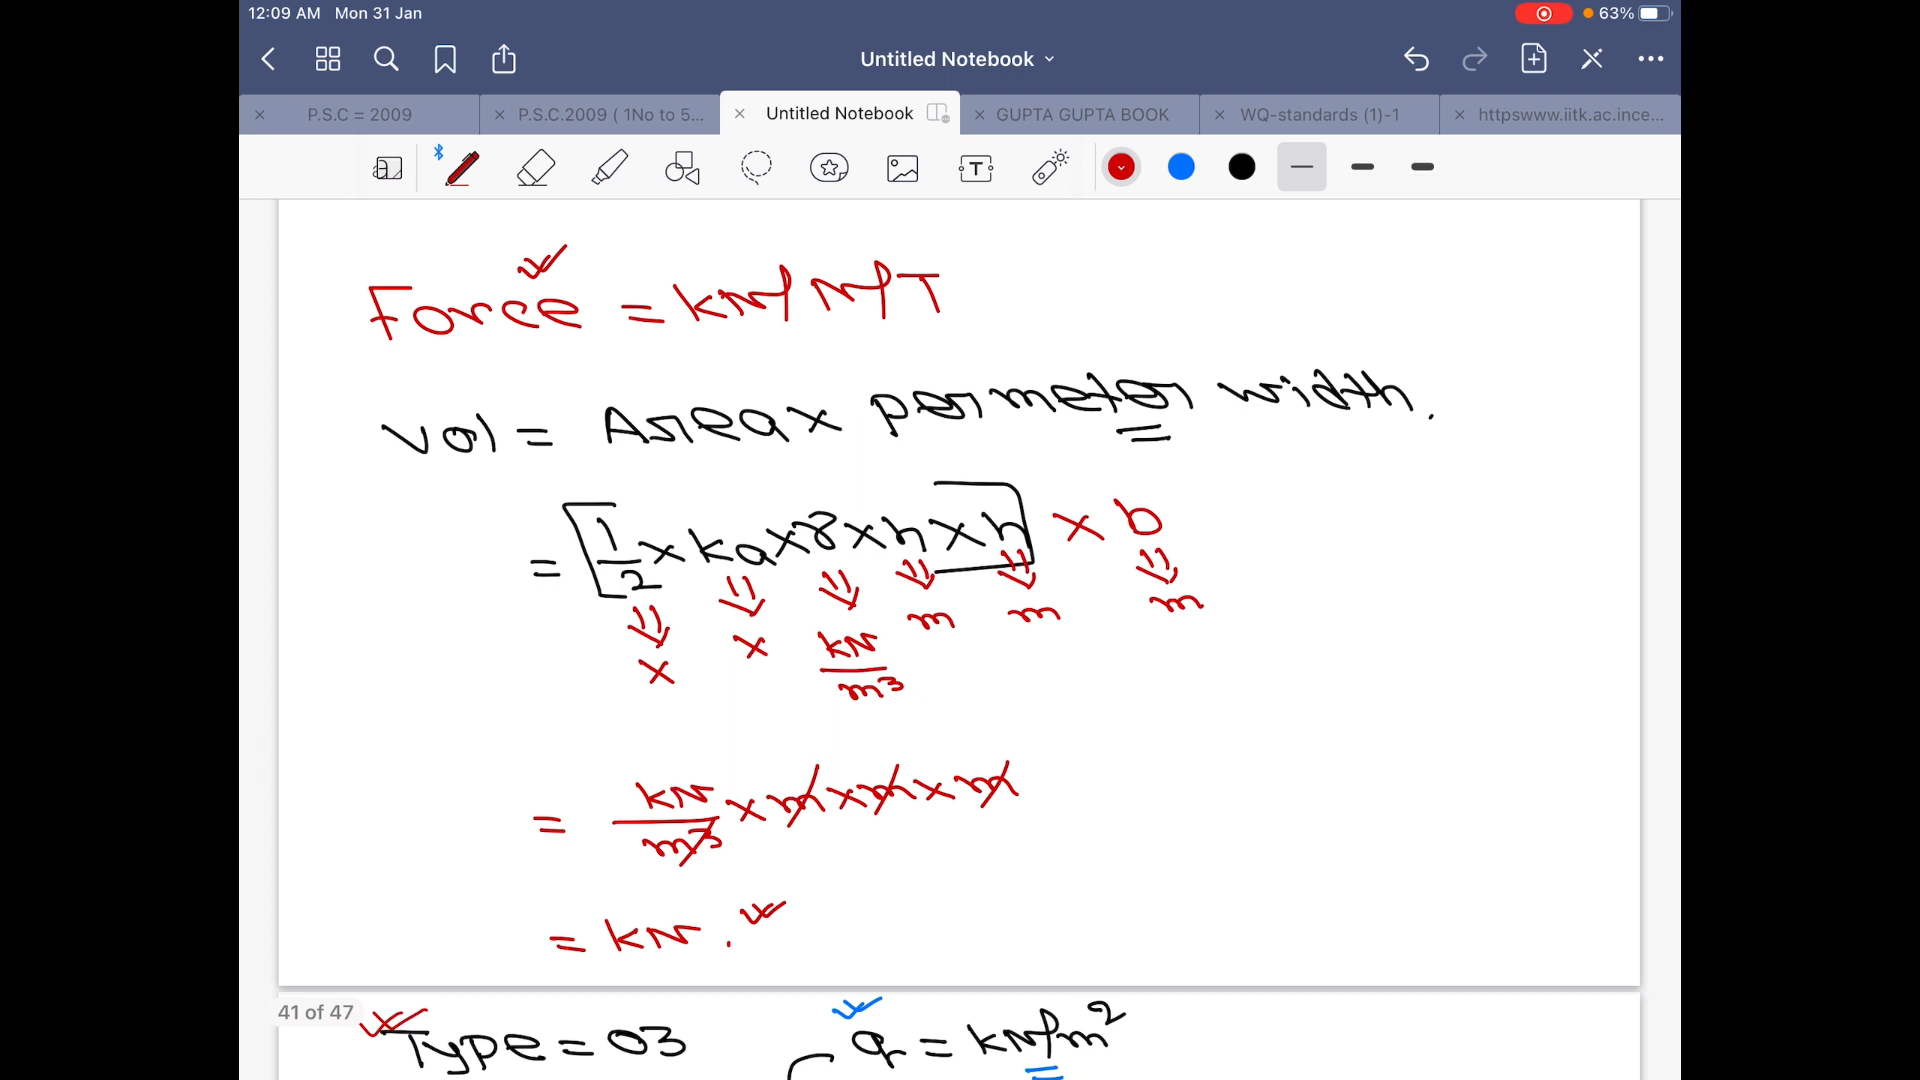 12:09 AM Mon 31 Jan
63%
Untitled Notebook
P.S.C = 2009
P.S.C.2009 ( 1No to 5...
Untitled Notebook
GUPTA GUPTA BOOK
WQ-standards (1)-1
httpswww.iitk.ac.ince...
Force = kN/N/T
Vol = Area x per meter width.
= [1/2 x ka x γ x h x h] x b
x x kN/m³ m m m
= kN/m³ x m x m x m
= kN.
41 of 47
Type = 03
q = kN/m²